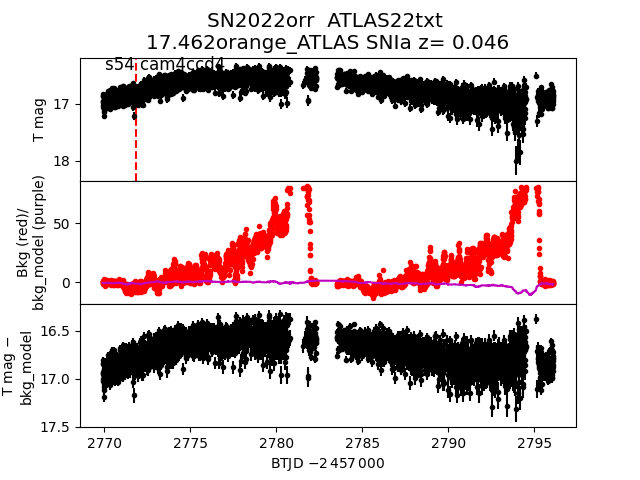 SN2022orr ATLAS22txt
17.462orange_ATLAS SNIa z= 0.046
s54 cam4ccd4
T mag
17
18
Bkg (red)/
bkg_model (purple)
50
0
T mag −
bkg_model
16.5
17.0
17.5
2770 2775 2780 2785 2790 2795
BTJD −2 457 000